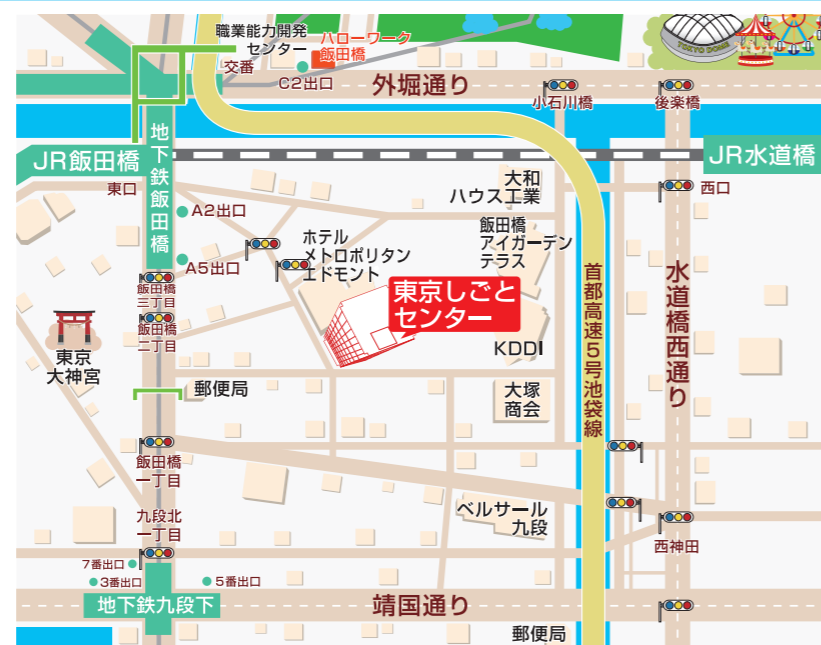 職業能力開発
センター
ハローワーク
飯田橋
交番
C2出口
外堀通り
TOKYO DOME
小石川橋
後楽橋
地下鉄飯田橋
JR飯田橋
JR水道橋
東口
西口
A2出口
A5出口
大和
ハウス工業
飯田橋
アイガーデン
テラス
ホテル
メトロポリタン
エドモント
飯田橋
三丁目
飯田橋
二丁目
東京しごと
センター
首都高速5号池袋線
水道橋西通り
東京
大神宮
KDDI
郵便局
大塚
商会
飯田橋
一丁目
九段北
一丁目
ベルサール
九段
西神田
7番出口
3番出口
5番出口
地下鉄九段下
靖国通り
郵便局